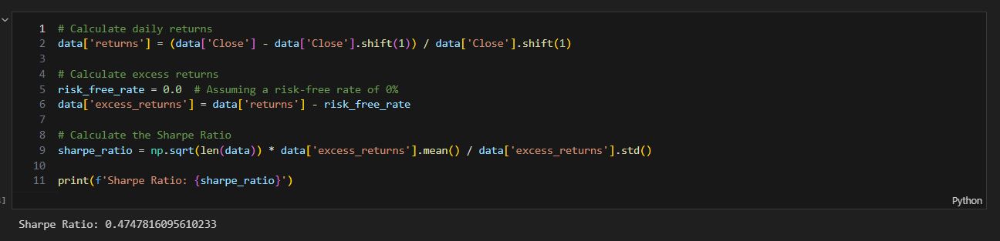 1 # Calculate daily returns
2 data['returns'] = (data['Close'] - data['Close'].shift(1)) / data['Close'].shift(1)
3
4 # Calculate excess returns
5 risk_free_rate = 0.0  # Assuming a risk-free rate of 0%
6 data['excess_returns'] = data['returns'] - risk_free_rate
7
8 # Calculate the Sharpe Ratio
9 sharpe_ratio = np.sqrt(len(data)) * data['excess_returns'].mean() / data['excess_returns'].std()
10
11 print(f'Sharpe Ratio: {sharpe_ratio}')
]
Python
Sharpe Ratio: 0.4747816095610233